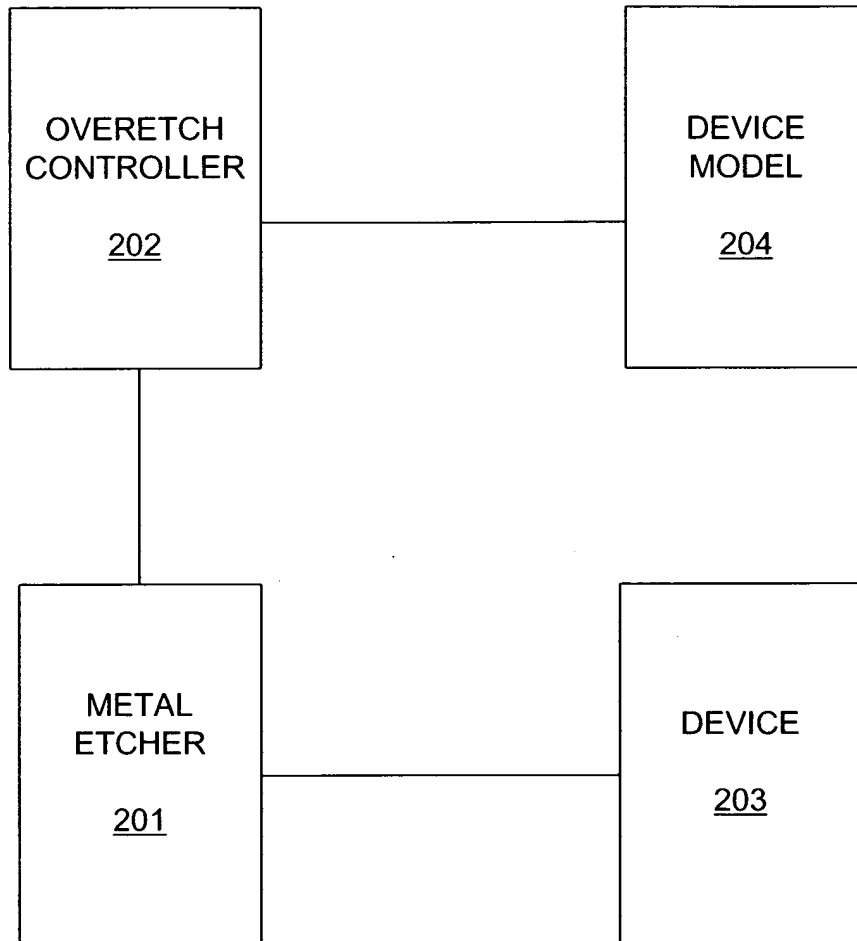 OVERETCH
CONTROLLER
202
DEVICE
MODEL
204
METAL
ETCHER
201
DEVICE
203